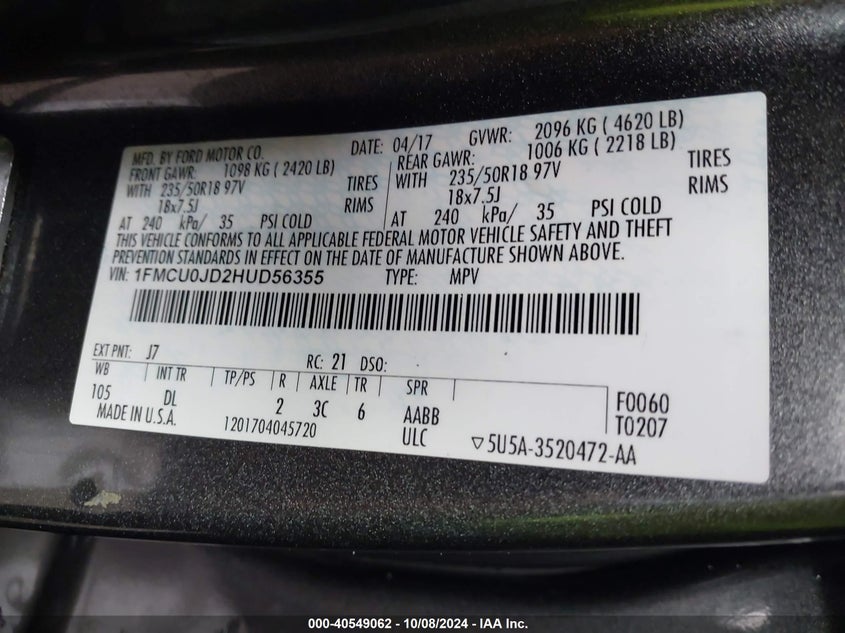 MFD. BY FORD MOTOR CO. DATE: 04/17 GVWR: 2096 KG ( 4620 LB)
FRONT GAWR: 1098 KG ( 2420 LB) REAR GAWR: 1006 KG ( 2218 LB)
WITH 235/50R18 97V TIRES WITH 235/50R18 97V TIRES
18x7.5J RIMS 18x7.5J RIMS
AT 240 kPa/ 35 PSI COLD AT 240 kPa/ 35 PSI COLD
THIS VEHICLE CONFORMS TO ALL APPLICABLE FEDERAL MOTOR VEHICLE SAFETY AND THEFT
PREVENTION STANDARDS IN EFFECT ON THE DATE OF MANUFACTURE SHOWN ABOVE.
VIN: 1FMCU0JD2HUD56355 TYPE: MPV
EXT PNT: J7 RC: 21 DSO:
WB INT TR TP/PS R AXLE TR SPR
105 DL 2 3C 6 AABB F0060
MADE IN U.S.A. 1201704045720 ULC T0207
▽5U5A-3520472-AA
000-40549062 - 10/08/2024 - IAA Inc.